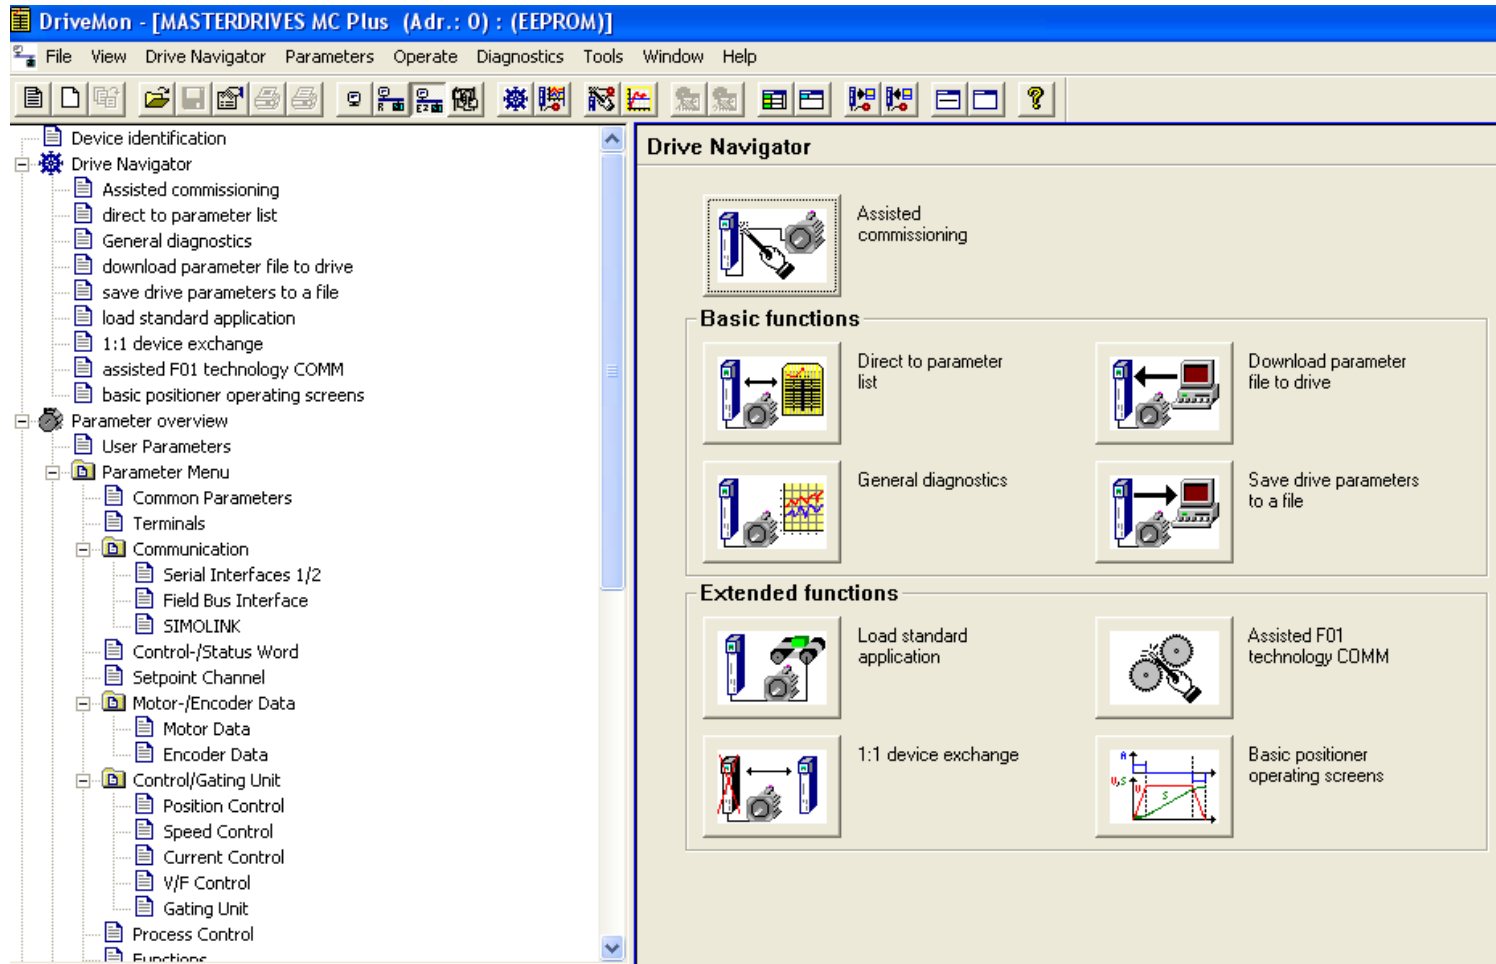 DriveMon - [MASTERDRIVES MC Plus (Adr.: 0) : (EEPROM)]
File View Drive Navigator Parameters Operate Diagnostics Tools Window Help
Device identification
Drive Navigator
Assisted commissioning
direct to parameter list
General diagnostics
download parameter file to drive
save drive parameters to a file
load standard application
1:1 device exchange
assisted F01 technology COMM
basic positioner operating screens
Parameter overview
User Parameters
Parameter Menu
Common Parameters
Terminals
Communication
Serial Interfaces 1/2
Field Bus Interface
SIMOLINK
Control-/Status Word
Setpoint Channel
Motor-/Encoder Data
Motor Data
Encoder Data
Control/Gating Unit
Position Control
Speed Control
Current Control
V/F Control
Gating Unit
Process Control
Functions
Drive Navigator
Assisted
commissioning
Basic functions
Direct to parameter
list
Download parameter
file to drive
General diagnostics
Save drive parameters
to a file
Extended functions
Load standard
application
Assisted F01
technology COMM
1:1 device exchange
Basic positioner
operating screens